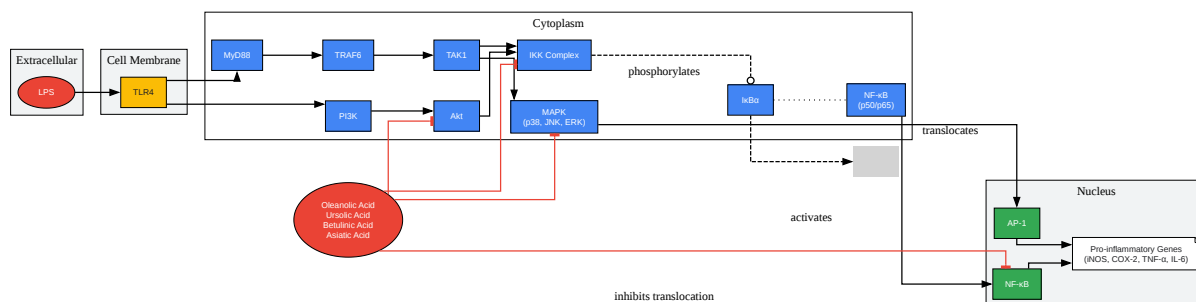 Cytoplasm
Extracellular
Cell Membrane
Nucleus
LPS
TLR4
MyD88
TRAF6
TAK1
IKK Complex
phosphorylates
PI3K
Akt
MAPK
(p38, JNK, ERK)
IκBα
NF-κB
(p50/p65)
translocates
Oleanolic Acid
Ursolic Acid
Betulinic Acid
Asiatic Acid
activates
AP-1
Pro-inflammatory Genes
(iNOS, COX-2, TNF-α, IL-6)
NF-κB
inhibits translocation